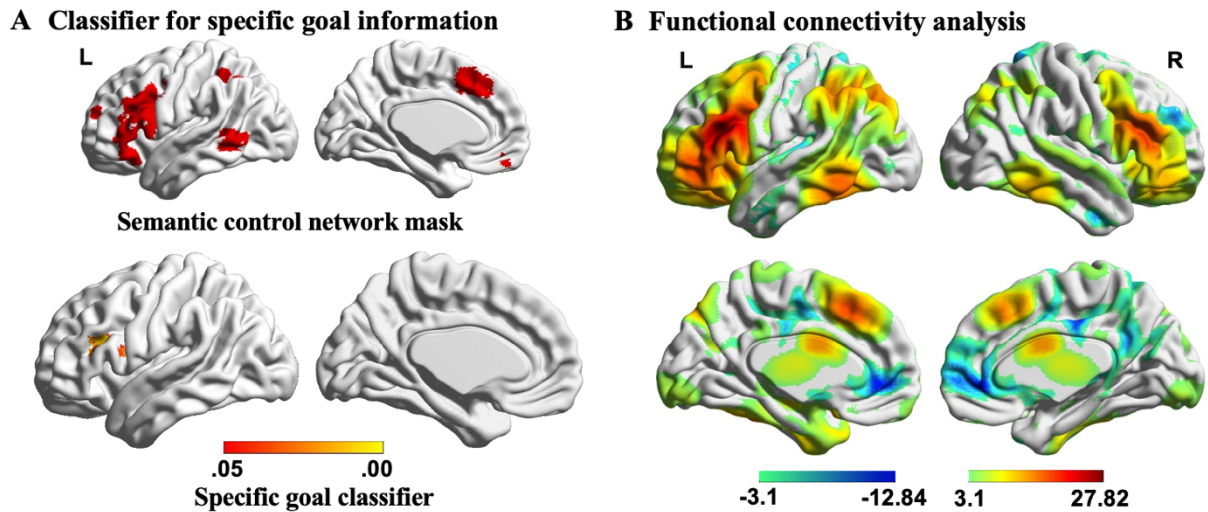 A Classifier for specific goal information
L
Semantic control network mask
.05 .00
Specific goal classifier
B Functional connectivity analysis
L R
-3.1 -12.84 3.1 27.82